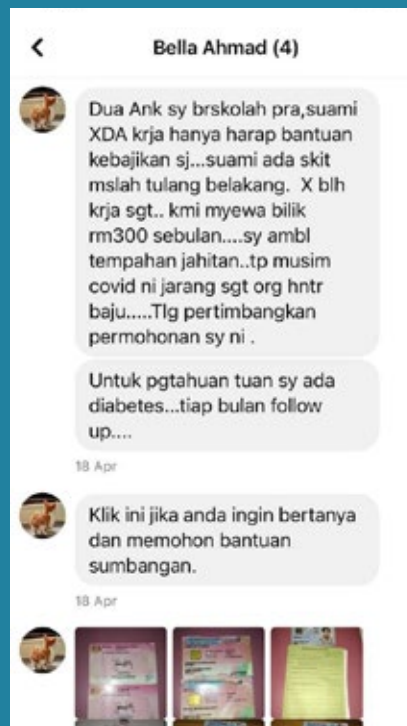 Bella Ahmad (4)
Dua Ank sy brskolah pra,suami
XDA krja hanya harap bantuan
kebajikan sj...suami ada skit
mslah tulang belakang. X blh
krja sgt.. kmi myewa bilik
rm300 sebulan....sy ambl
tempahan jahitan..tp musim
covid ni jarang sgt org hntr
baju.....Tlg pertimbangkan
permohonan sy ni .
Untuk pgtahuan tuan sy ada
diabetes...tiap bulan follow
up....
18 Apr
Klik ini jika anda ingin bertanya
dan memohon bantuan
sumbangan.
18 Apr